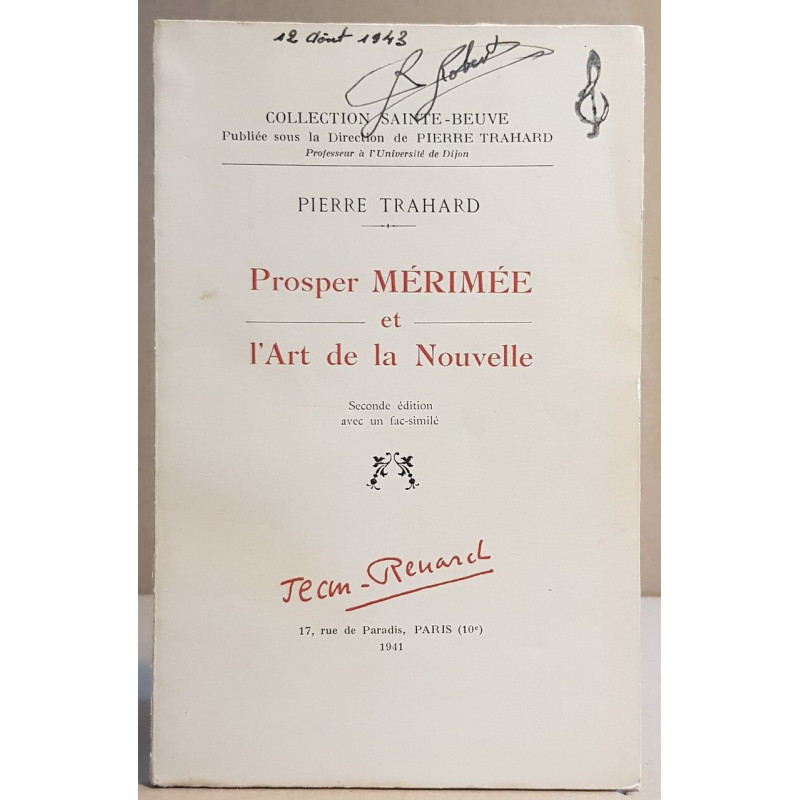 12 Août 1943
R. Robert
COLLECTION SAINTE-BEUVE
Publiée sous la Direction de PIERRE TRAHARD
Professeur à l'Université de Dijon
PIERRE TRAHARD
Prosper MÉRIMÉE
et
l'Art de la Nouvelle
Seconde édition
avec un fac-similé
Jean-Renard
17, rue de Paradis, PARIS (10e)
1941